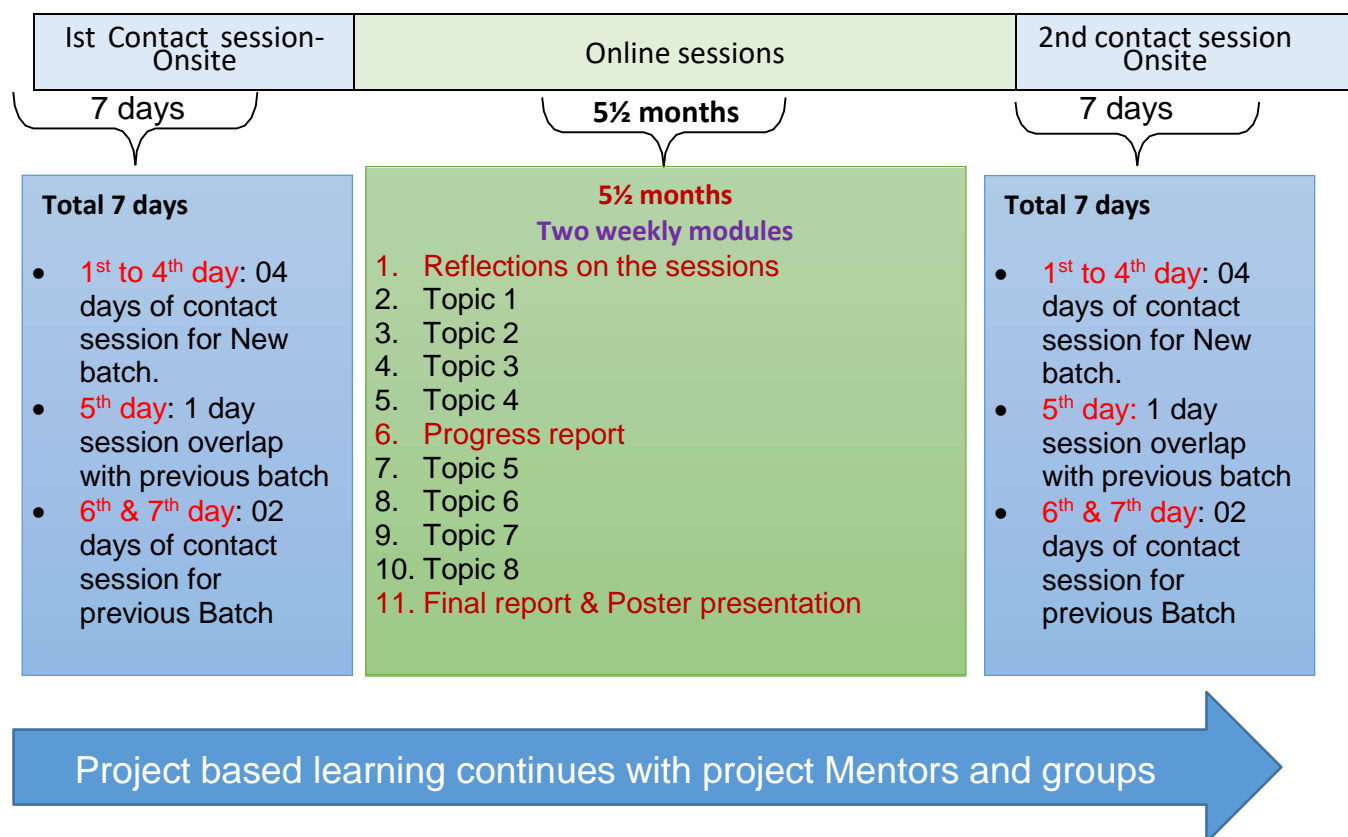 Ist Contact session-
Onsite
Online sessions
2nd contact session
Onsite
7 days
5½ months
7 days
Total 7 days
• 1st to 4th day: 04
days of contact
session for New
batch.
• 5th day: 1 day
session overlap
with previous batch
• 6th & 7th day: 02
days of contact
session for
previous Batch
5½ months
Two weekly modules
1. Reflections on the sessions
2. Topic 1
3. Topic 2
4. Topic 3
5. Topic 4
6. Progress report
7. Topic 5
8. Topic 6
9. Topic 7
10. Topic 8
11. Final report & Poster presentation
Total 7 days
• 1st to 4th day: 04
days of contact
session for New
batch.
• 5th day: 1 day
session overlap
with previous batch
• 6th & 7th day: 02
days of contact
session for
previous Batch
Project based learning continues with project Mentors and groups